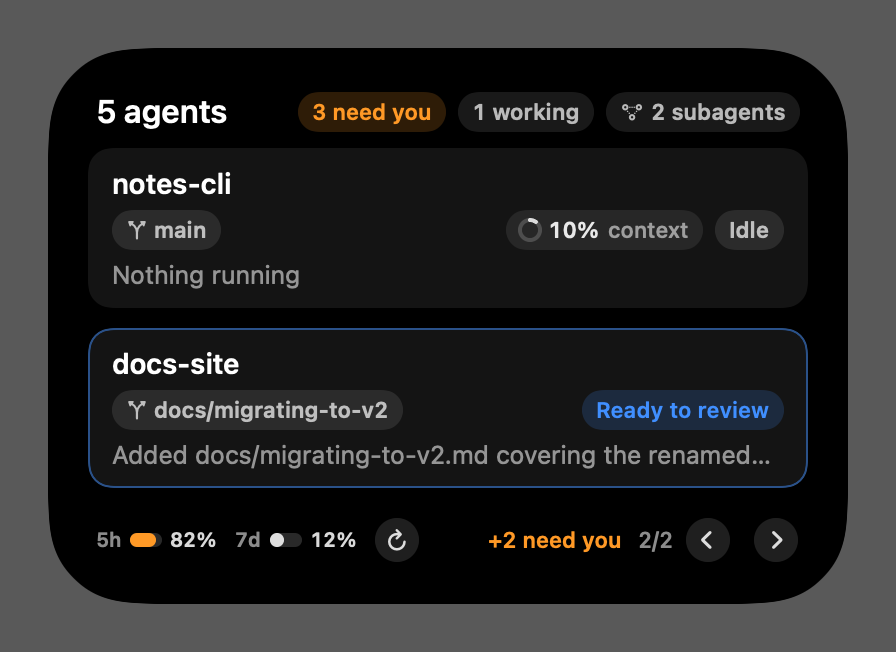 5 agents 3 need you 1 working 2 subagents
notes-cli
main 10% context Idle
Nothing running
docs-site
docs/migrating-to-v2 Ready to review
Added docs/migrating-to-v2.md covering the renamed...
5h 82% 7d 12% +2 need you 2/2